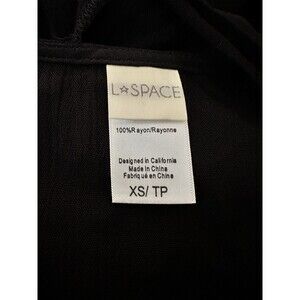 L☆SPACE
100%Rayon/Rayonne
Designed in California
Made in China
Fabriqué en Chine
XS/ TP